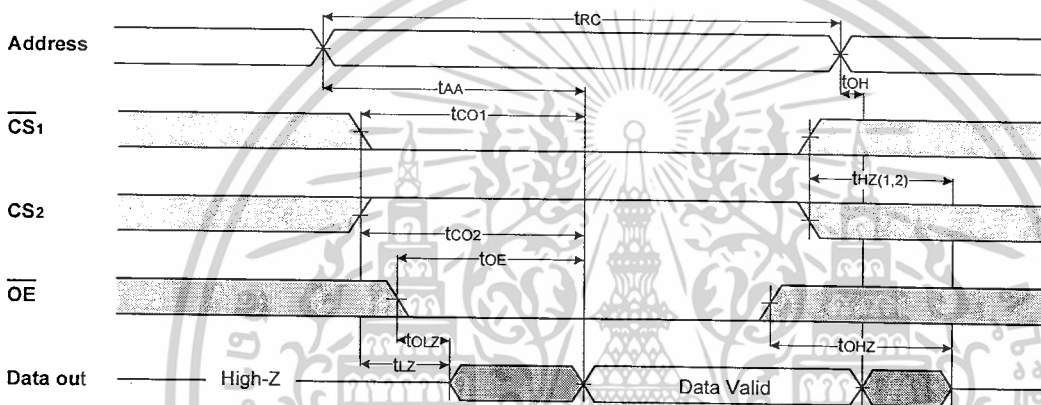 tRC
Address
tOH
tAA
tCO1
CS1
tHZ(1,2)
CS2
tCO2
tOE
OE
tOLZ
tOHZ
tLZ
Data out
High-Z
Data Valid